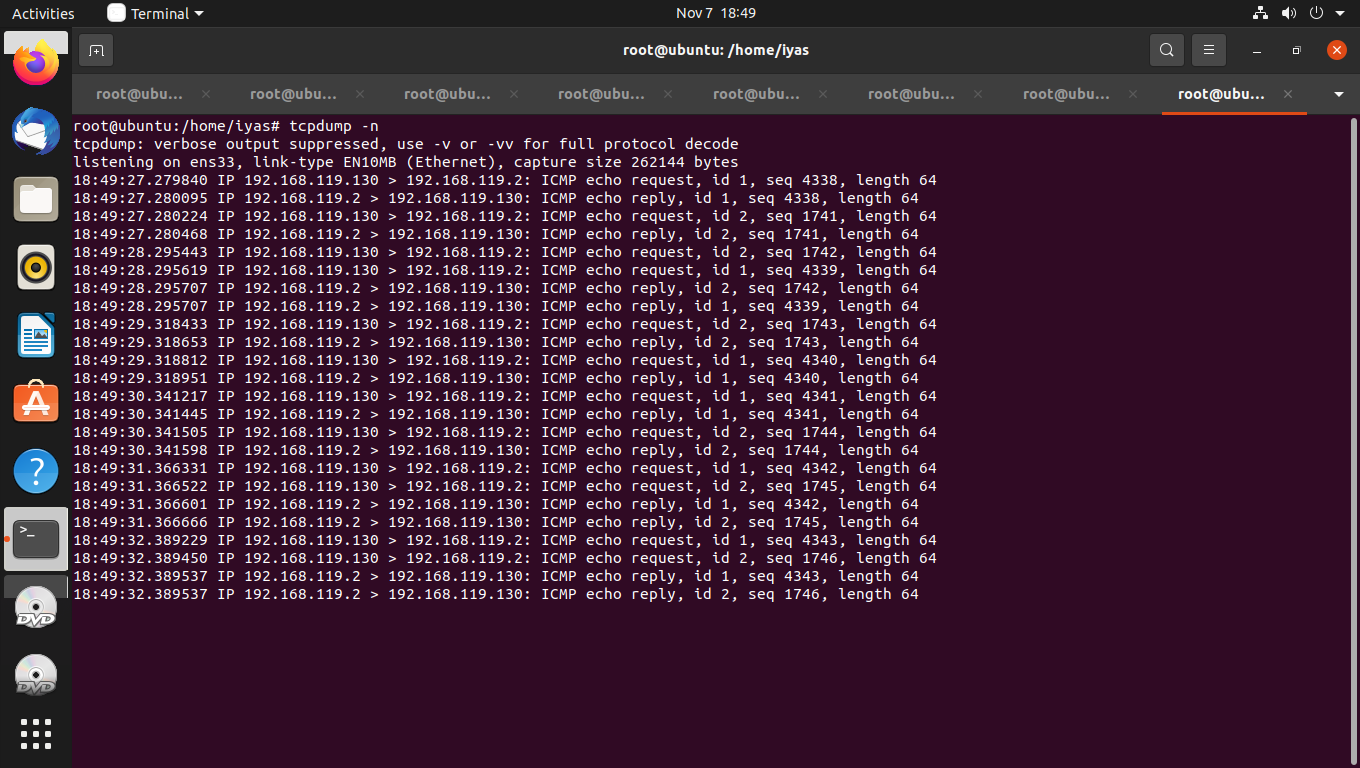 Activities
Terminal
Nov 7 18:49
root@ubuntu: /home/iyas
root@ubu... root@ubu... root@ubu... root@ubu... root@ubu... root@ubu... root@ubu... root@ubu...
root@ubuntu:/home/iyas# tcpdump -n
tcpdump: verbose output suppressed, use -v or -vv for full protocol decode
listening on ens33, link-type EN10MB (Ethernet), capture size 262144 bytes
18:49:27.279840 IP 192.168.119.130 > 192.168.119.2: ICMP echo request, id 1, seq 4338, length 64
18:49:27.280095 IP 192.168.119.2 > 192.168.119.130: ICMP echo reply, id 1, seq 4338, length 64
18:49:27.280224 IP 192.168.119.130 > 192.168.119.2: ICMP echo request, id 2, seq 1741, length 64
18:49:27.280468 IP 192.168.119.2 > 192.168.119.130: ICMP echo reply, id 2, seq 1741, length 64
18:49:28.295443 IP 192.168.119.130 > 192.168.119.2: ICMP echo request, id 2, seq 1742, length 64
18:49:28.295619 IP 192.168.119.130 > 192.168.119.2: ICMP echo request, id 1, seq 4339, length 64
18:49:28.295707 IP 192.168.119.2 > 192.168.119.130: ICMP echo reply, id 2, seq 1742, length 64
18:49:28.295707 IP 192.168.119.2 > 192.168.119.130: ICMP echo reply, id 1, seq 4339, length 64
18:49:29.318433 IP 192.168.119.130 > 192.168.119.2: ICMP echo request, id 2, seq 1743, length 64
18:49:29.318653 IP 192.168.119.2 > 192.168.119.130: ICMP echo reply, id 2, seq 1743, length 64
18:49:29.318812 IP 192.168.119.130 > 192.168.119.2: ICMP echo request, id 1, seq 4340, length 64
18:49:29.318951 IP 192.168.119.2 > 192.168.119.130: ICMP echo reply, id 1, seq 4340, length 64
18:49:30.341217 IP 192.168.119.130 > 192.168.119.2: ICMP echo request, id 1, seq 4341, length 64
18:49:30.341445 IP 192.168.119.2 > 192.168.119.130: ICMP echo reply, id 1, seq 4341, length 64
18:49:30.341505 IP 192.168.119.130 > 192.168.119.2: ICMP echo request, id 2, seq 1744, length 64
18:49:30.341598 IP 192.168.119.2 > 192.168.119.130: ICMP echo reply, id 2, seq 1744, length 64
18:49:31.366331 IP 192.168.119.130 > 192.168.119.2: ICMP echo request, id 1, seq 4342, length 64
18:49:31.366522 IP 192.168.119.130 > 192.168.119.2: ICMP echo request, id 2, seq 1745, length 64
18:49:31.366601 IP 192.168.119.2 > 192.168.119.130: ICMP echo reply, id 1, seq 4342, length 64
18:49:31.366666 IP 192.168.119.2 > 192.168.119.130: ICMP echo reply, id 2, seq 1745, length 64
18:49:32.389229 IP 192.168.119.130 > 192.168.119.2: ICMP echo request, id 1, seq 4343, length 64
18:49:32.389450 IP 192.168.119.130 > 192.168.119.2: ICMP echo request, id 2, seq 1746, length 64
18:49:32.389537 IP 192.168.119.2 > 192.168.119.130: ICMP echo reply, id 1, seq 4343, length 64
18:49:32.389537 IP 192.168.119.2 > 192.168.119.130: ICMP echo reply, id 2, seq 1746, length 64
DVD
DVD